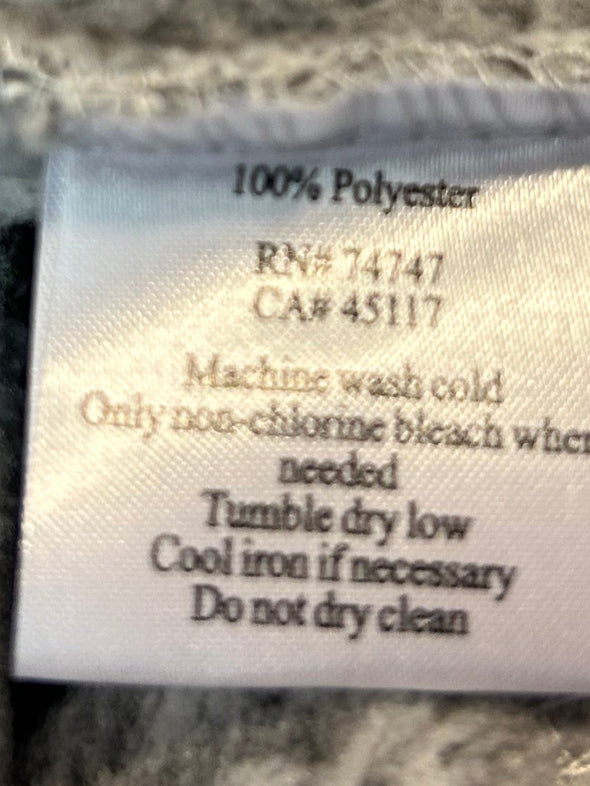 100% Polyester
RN# 74747
CA# 45117
Machine wash cold
Only non-chlorine bleach when
needed
Tumble dry low
Cool iron if necessary
Do not dry clean